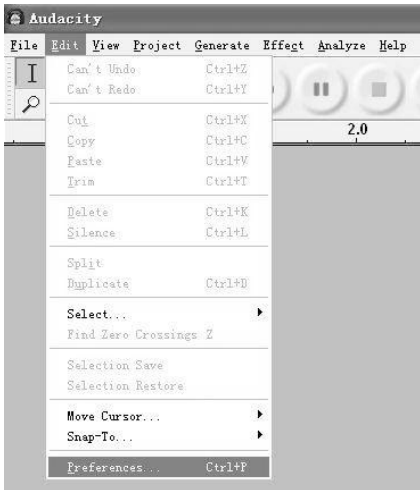 Audacity
File Edit View Project Generate Effect Analyze Help
Can't Undo Ctrl+Z
Can't Redo Ctrl+Y
2.0
Cut Ctrl+X
Copy Ctrl+C
Paste Ctrl+V
Trim Ctrl+T
Delete Ctrl+K
Silence Ctrl+L
Split
Duplicate Ctrl+D
Select...
Find Zero Crossings Z
Selection Save
Selection Restore
Move Cursor...
Snap-To...
Preferences... Ctrl+P